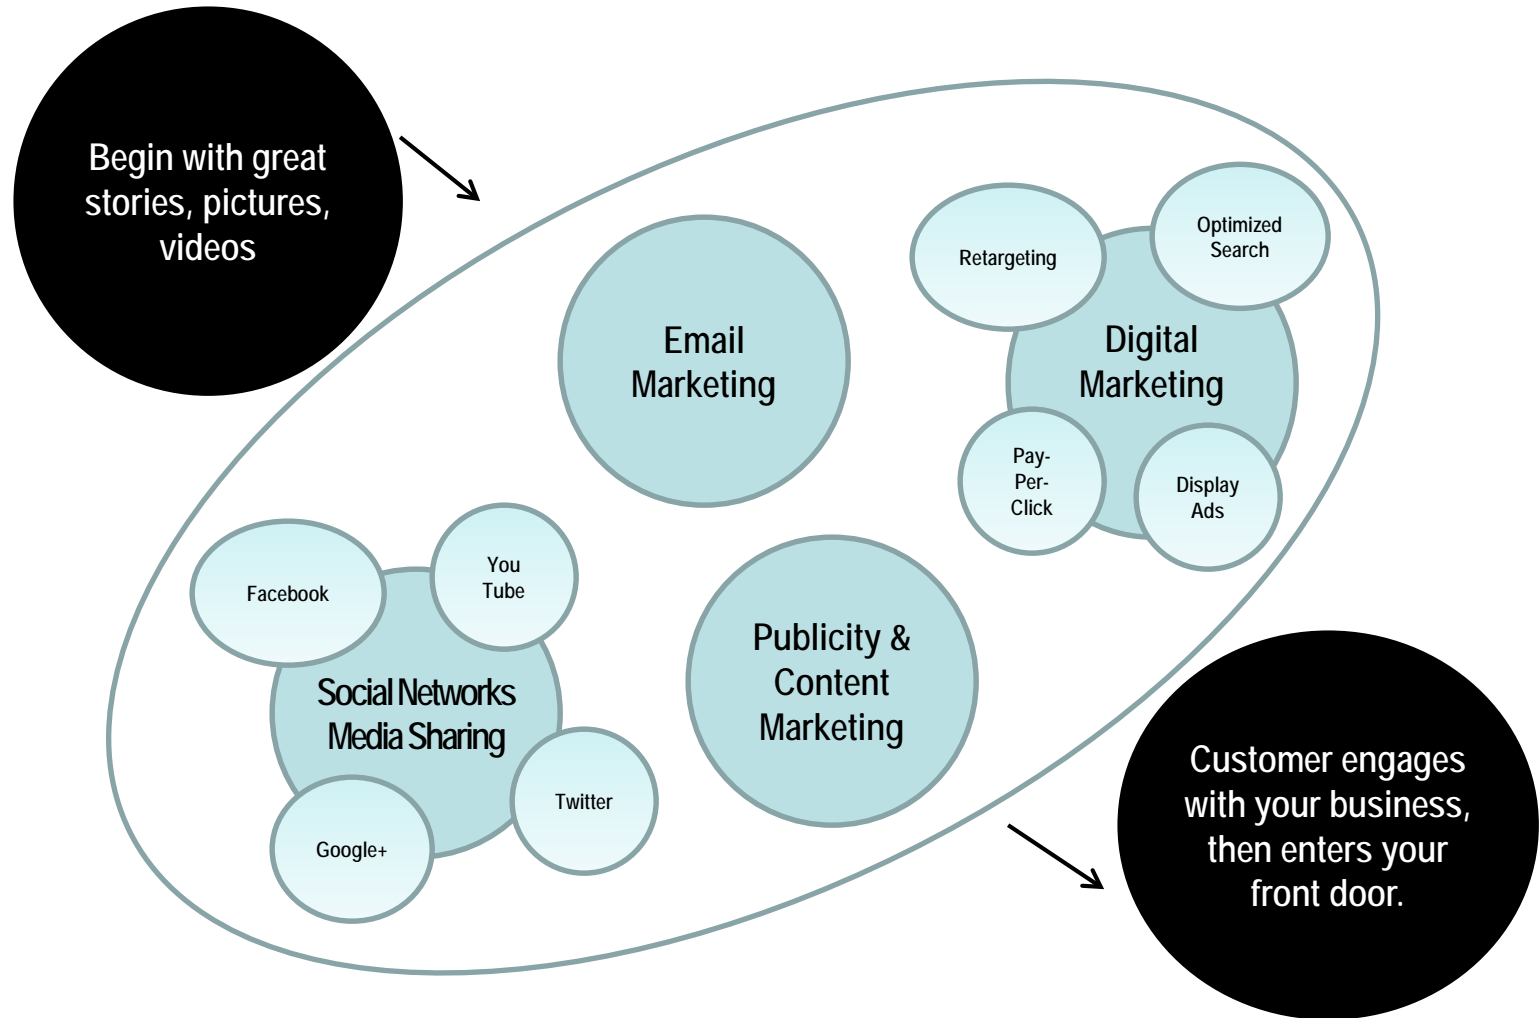 Begin with great
stories, pictures,
videos
Email
Marketing
Retargeting
Optimized
Search
Digital
Marketing
Pay-
Per-
Click
Display
Ads
Facebook
You
Tube
Social Networks
Media Sharing
Google+
Twitter
Publicity &
Content
Marketing
Customer engages
with your business,
then enters your
front door.